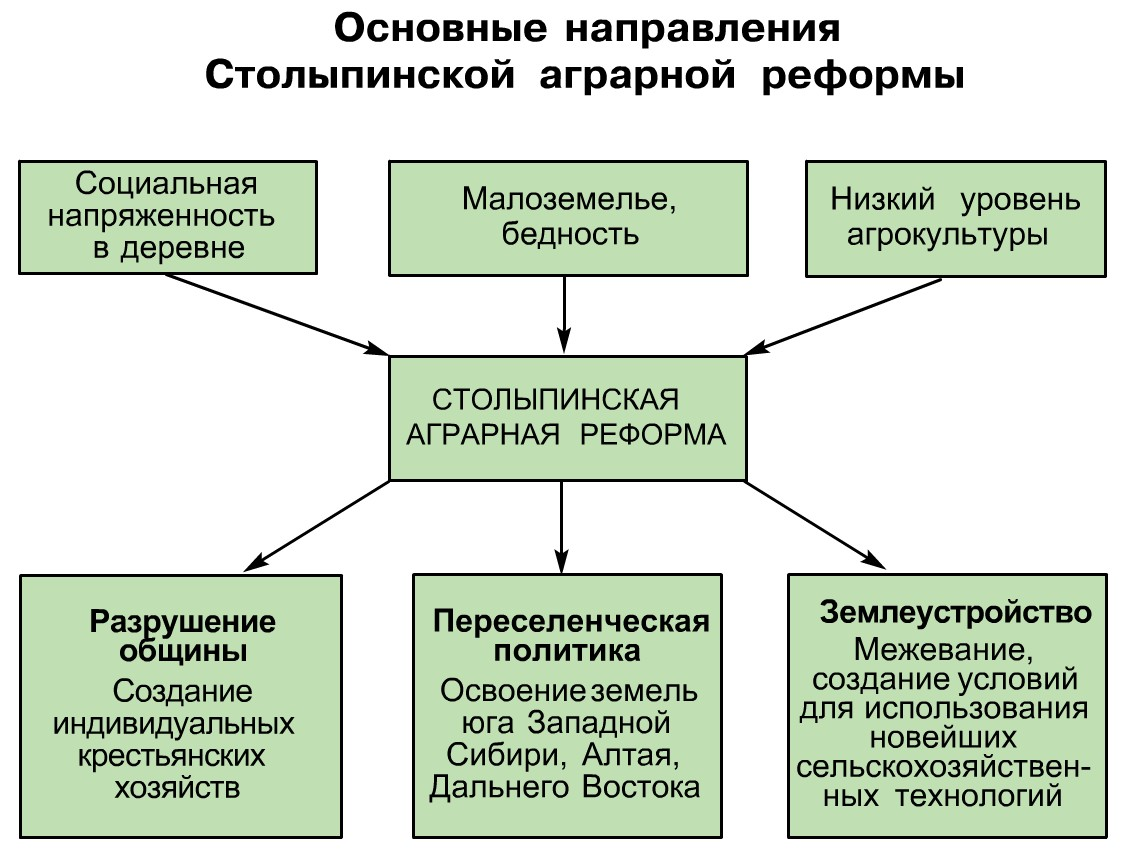 Основные направления
Столыпинской аграрной реформы
Социальная
напряженность
в деревне
Малоземелье,
бедность
Низкий уровень
агрокультуры
СТОЛЫПИНСКАЯ
АГРАРНАЯ РЕФОРМА
Разрушение
общины
Создание
индивидуальных
крестьянских
хозяйств
Переселенческая
политика
Освоение земель
юга Западной
Сибири, Алтая,
Дальнего Востока
Землеустройство
Межевание,
создание условий
для использования
новейших
сельскохозяйствен-
ных технологий